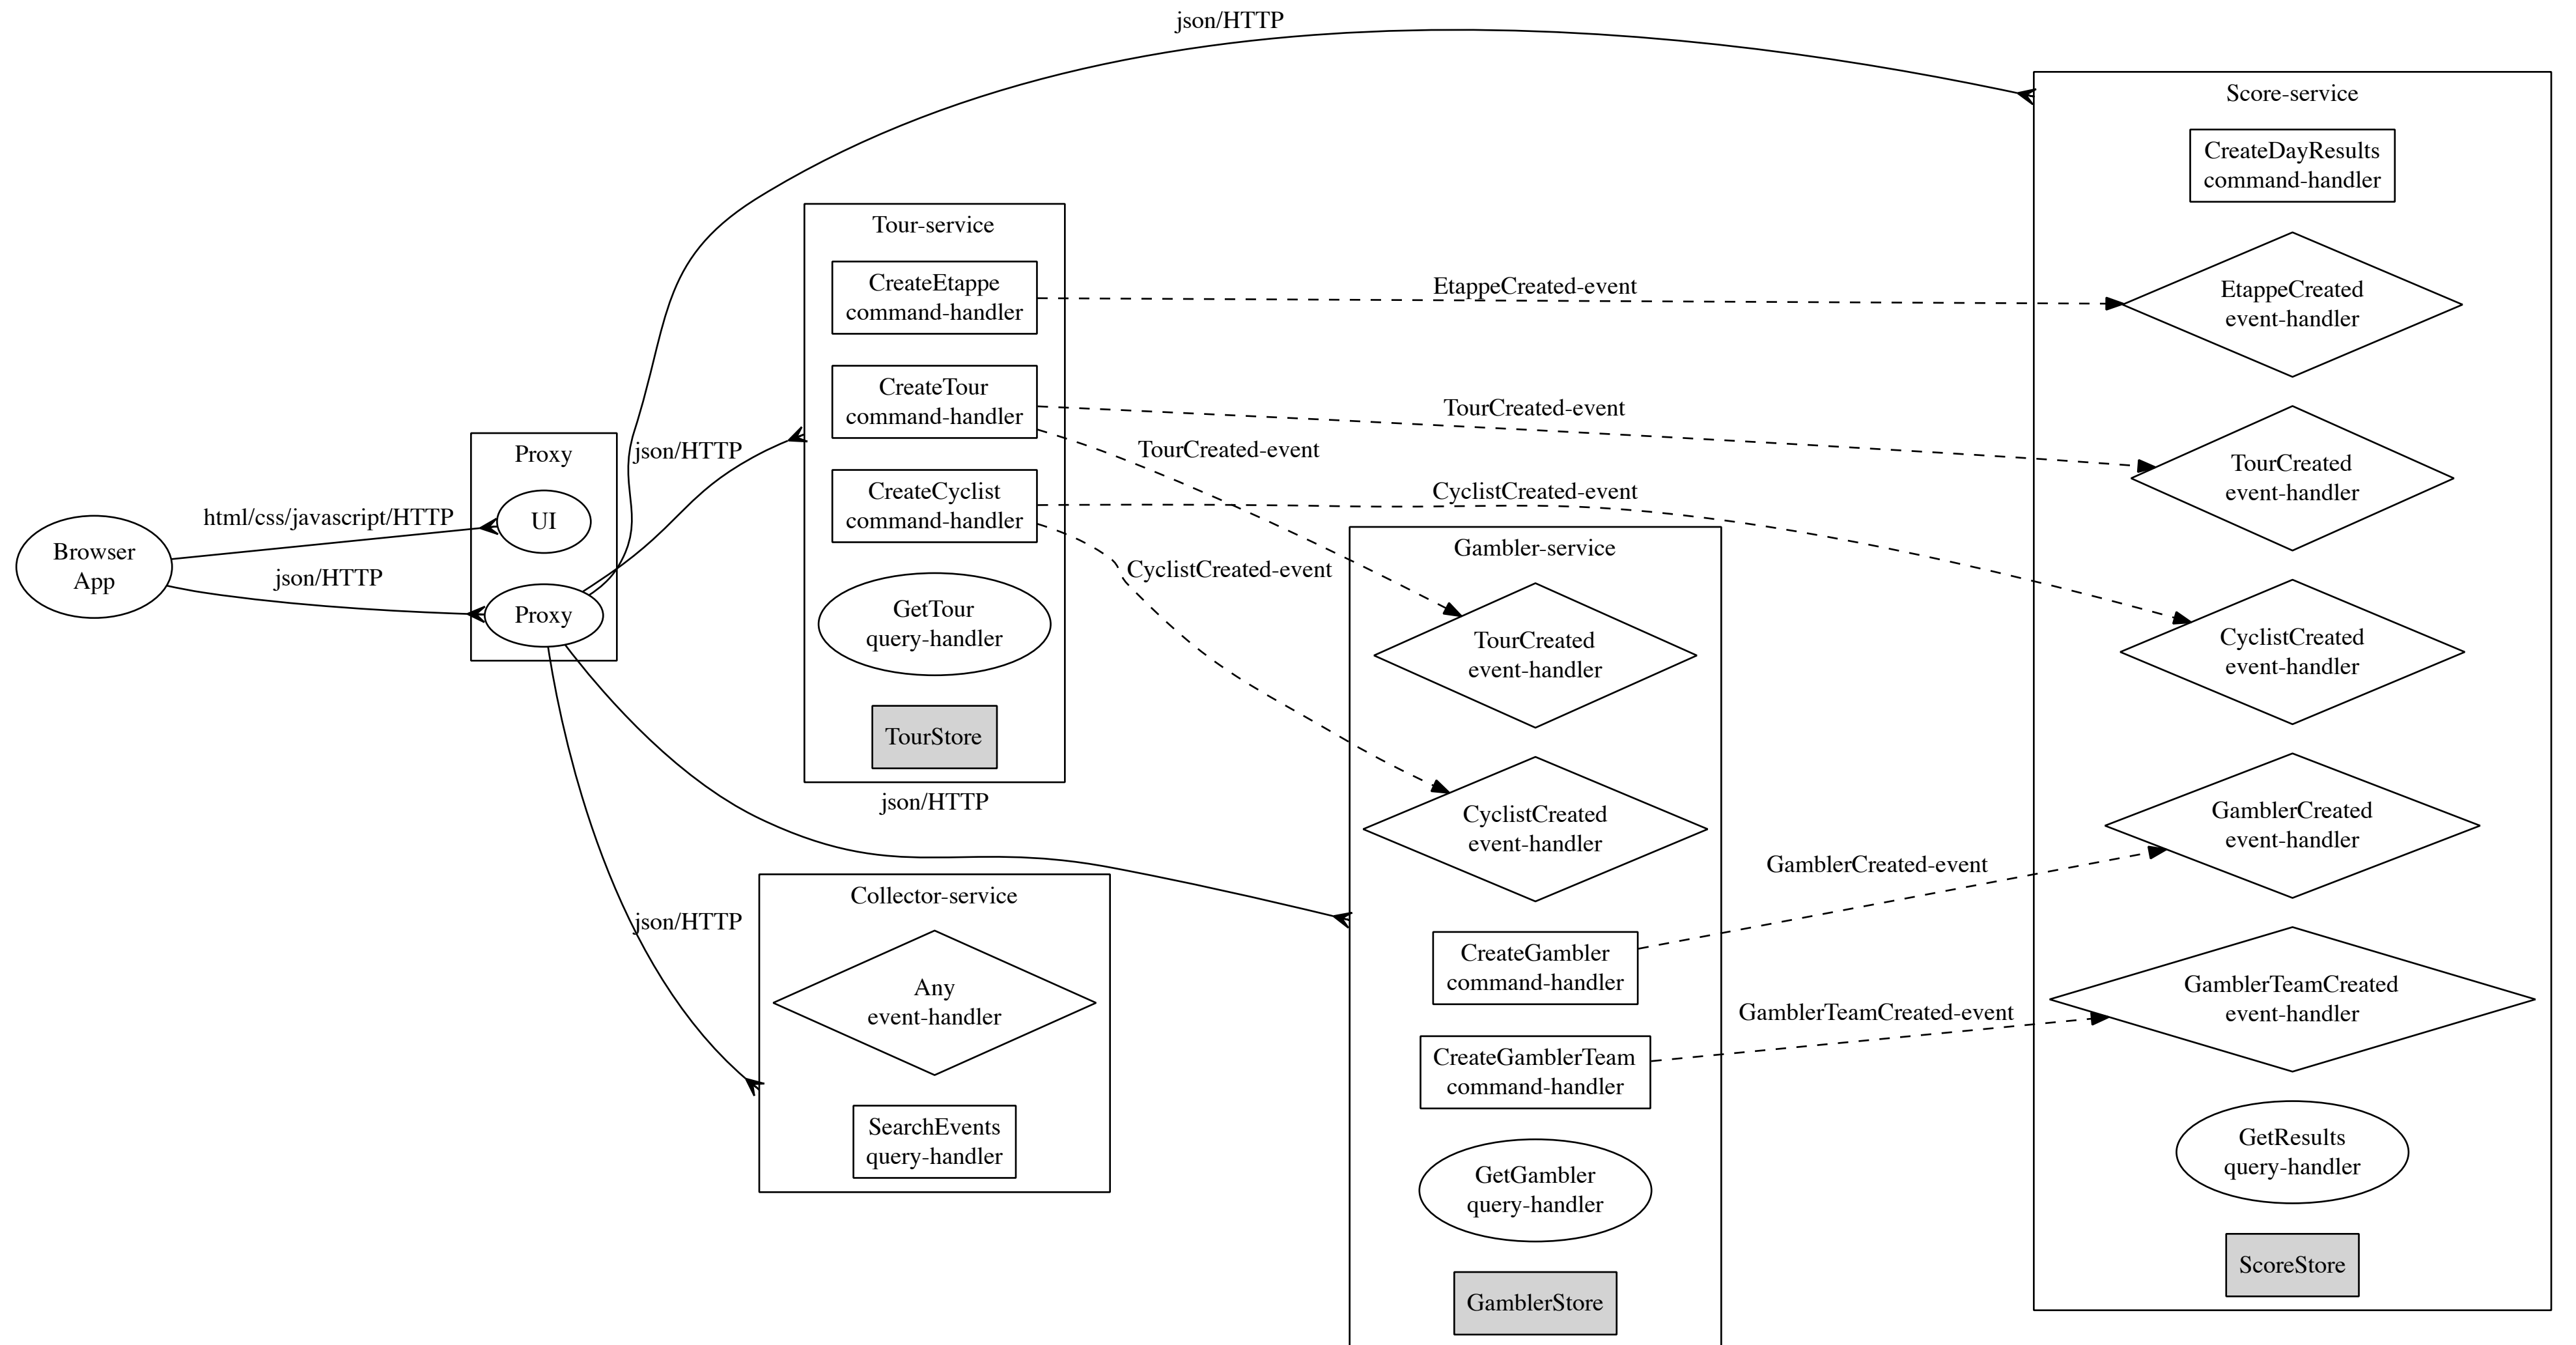 json/HTTP
Score-service
CreateDayResults
command-handler
EtappeCreated
event-handler
TourCreated
event-handler
CyclistCreated
event-handler
GamblerCreated
event-handler
GamblerTeamCreated
event-handler
GetResults
query-handler
ScoreStore
Tour-service
CreateEtappe
command-handler
CreateTour
command-handler
CreateCyclist
command-handler
GetTour
query-handler
TourStore
EtappeCreated-event
TourCreated-event
TourCreated-event
CyclistCreated-event
CyclistCreated-event
Proxy
UI
Proxy
json/HTTP
html/css/javascript/HTTP
json/HTTP
Browser
App
Gambler-service
TourCreated
event-handler
CyclistCreated
event-handler
CreateGambler
command-handler
CreateGamblerTeam
command-handler
GetGambler
query-handler
GamblerStore
GamblerCreated-event
GamblerTeamCreated-event
json/HTTP
json/HTTP
Collector-service
Any
event-handler
SearchEvents
query-handler